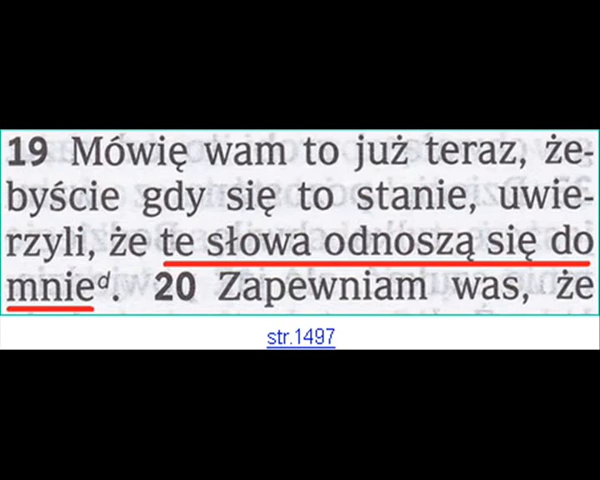 19 Mówię wam to już teraz, że-
byście gdy się to stanie, uwie-
rzyli, że te słowa odnoszą się do
mnieᵈ. 20 Zapewniam was, że
str.1497